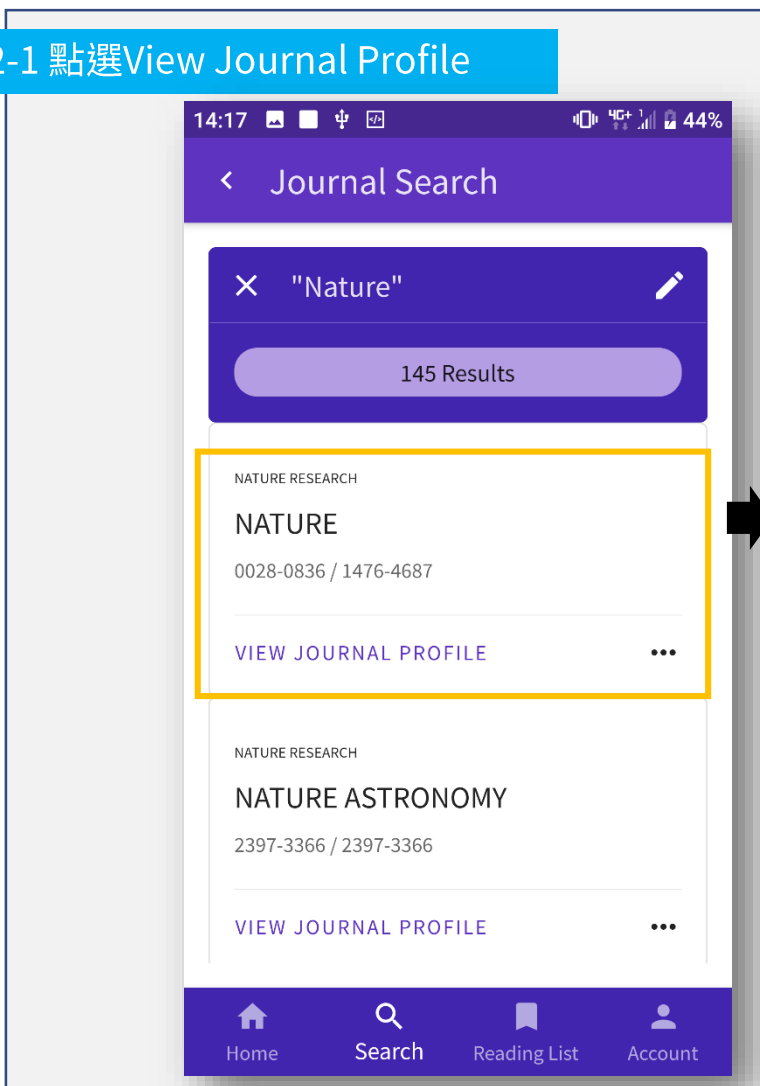 2-1 點選View Journal Profile
14:17 4G+ 44%
Journal Search
"Nature"
145 Results
NATURE RESEARCH
NATURE
0028-0836 / 1476-4687
VIEW JOURNAL PROFILE
NATURE RESEARCH
NATURE ASTRONOMY
2397-3366 / 2397-3366
VIEW JOURNAL PROFILE
Home Search Reading List Account